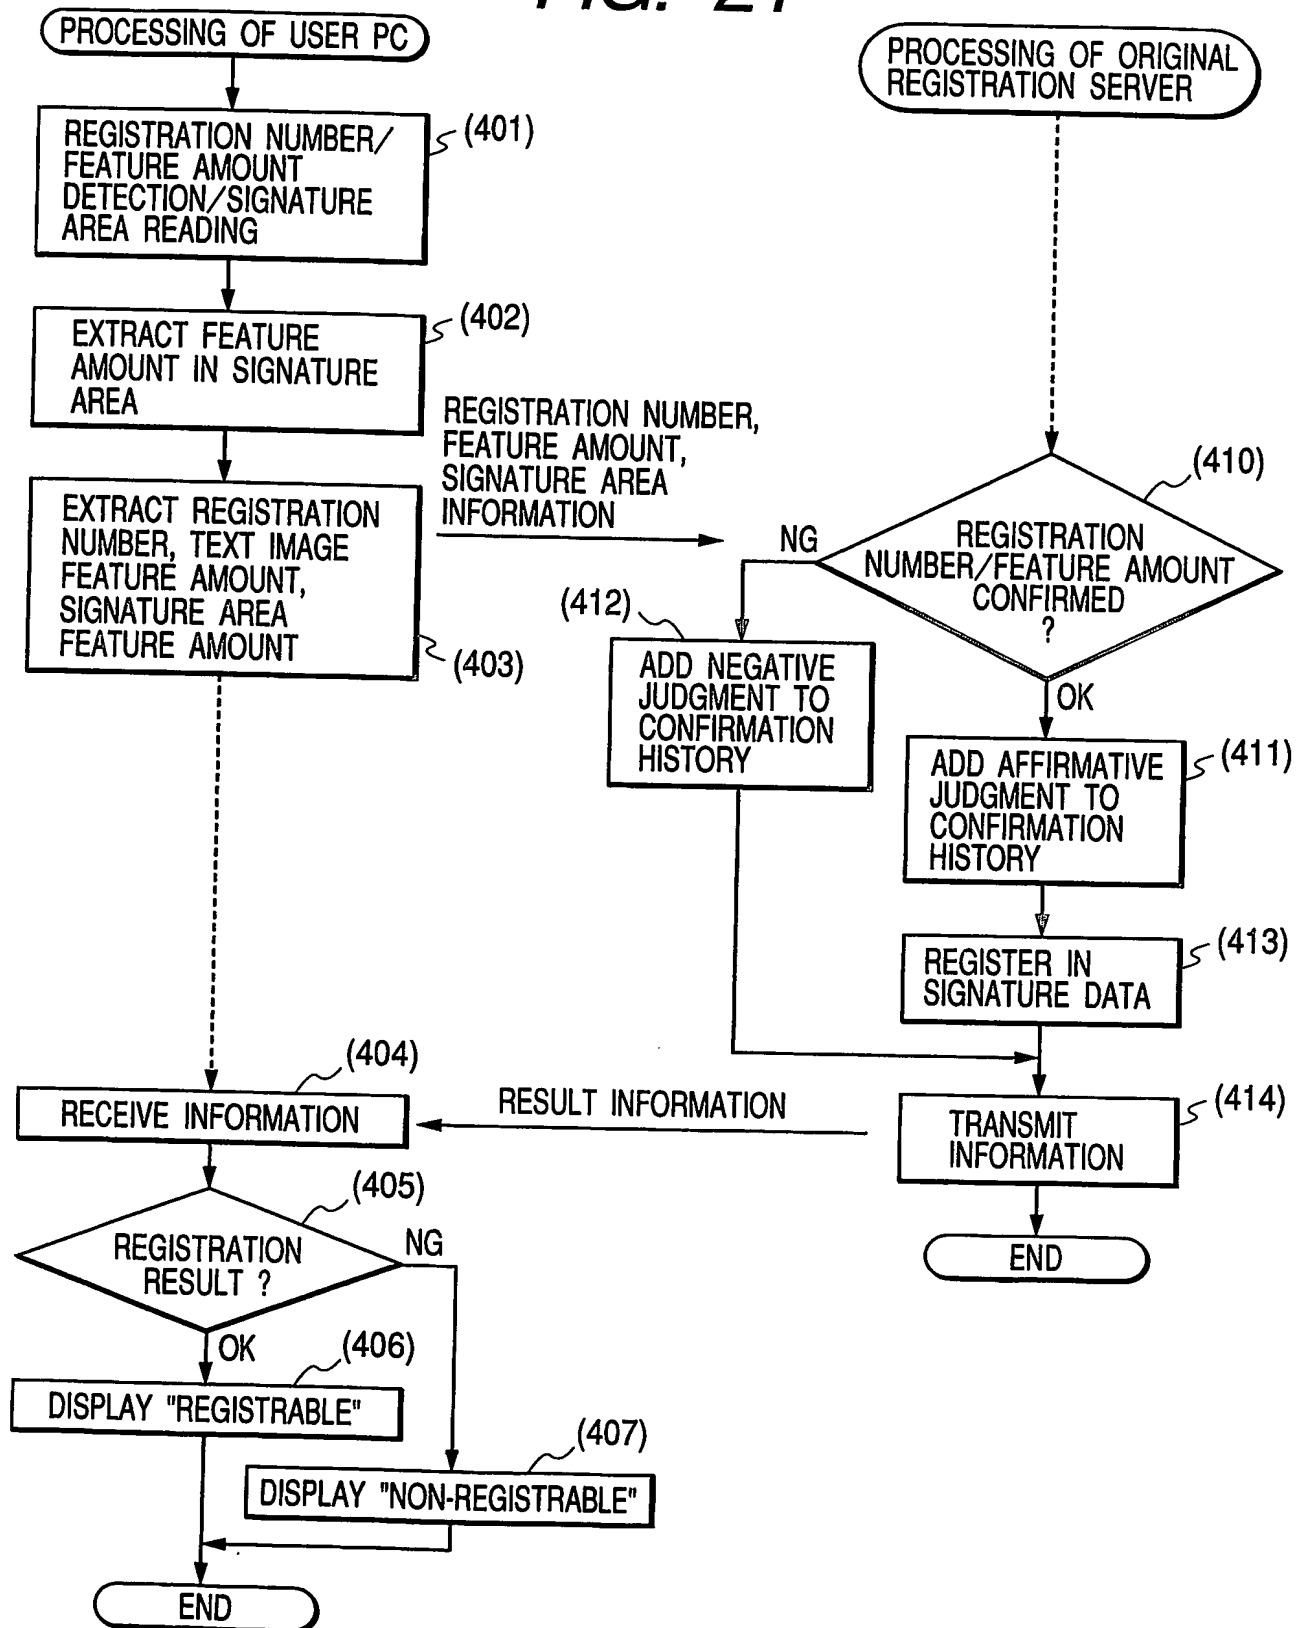 FIG. 21
PROCESSING OF USER PC
PROCESSING OF ORIGINAL
REGISTRATION SERVER
REGISTRATION NUMBER/
FEATURE AMOUNT
DETECTION/SIGNATURE
AREA READING
(401)
EXTRACT FEATURE
AMOUNT IN SIGNATURE
AREA
(402)
EXTRACT REGISTRATION
NUMBER, TEXT IMAGE
FEATURE AMOUNT,
SIGNATURE AREA
FEATURE AMOUNT
(403)
REGISTRATION NUMBER,
FEATURE AMOUNT,
SIGNATURE AREA
INFORMATION
(410)
REGISTRATION
NUMBER/FEATURE AMOUNT
CONFIRMED
?
NG
OK
(412)
ADD NEGATIVE
JUDGMENT TO
CONFIRMATION
HISTORY
ADD AFFIRMATIVE
JUDGMENT TO
CONFIRMATION
HISTORY
(411)
REGISTER IN
SIGNATURE DATA
(413)
TRANSMIT
INFORMATION
(414)
END
RESULT INFORMATION
(404)
RECEIVE INFORMATION
(405)
REGISTRATION
RESULT ?
NG
OK
(406)
DISPLAY "REGISTRABLE"
(407)
DISPLAY "NON-REGISTRABLE"
END